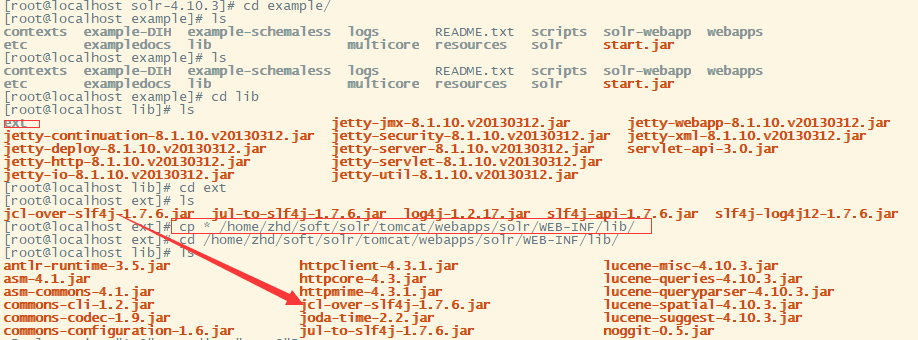 [root@localhost solr-4.10.3]# cd example/
[root@localhost example]# ls
contexts example-DIH example-schemaless logs README.txt scripts solr-webapp webapps
etc exampledocs lib multicore resources solr start.jar
[root@localhost example]# ls
contexts example-DIH example-schemaless logs README.txt scripts solr-webapp webapps
etc exampledocs lib multicore resources solr start.jar
[root@localhost example]# cd lib
[root@localhost lib]# ls
ext jetty-jmx-8.1.10.v20130312.jar jetty-webapp-8.1.10.v20130312.jar
jetty-continuation-8.1.10.v20130312.jar jetty-security-8.1.10.v20130312.jar jetty-xml-8.1.10.v20130312.jar
jetty-deploy-8.1.10.v20130312.jar jetty-server-8.1.10.v20130312.jar servlet-api-3.0.jar
jetty-http-8.1.10.v20130312.jar jetty-servlet-8.1.10.v20130312.jar
jetty-io-8.1.10.v20130312.jar jetty-util-8.1.10.v20130312.jar
[root@localhost lib]# cd ext
[root@localhost ext]# ls
jcl-over-slf4j-1.7.6.jar jul-to-slf4j-1.7.6.jar log4j-1.2.17.jar slf4j-api-1.7.6.jar slf4j-log4j12-1.7.6.jar
[root@localhost ext]# cp * /home/zhd/soft/solr/tomcat/webapps/solr/WEB-INF/lib/
[root@localhost ext]# cd /home/zhd/soft/solr/tomcat/webapps/solr/WEB-INF/lib/
[root@localhost lib]# ls
antlr-runtime-3.5.jar httpclient-4.3.1.jar lucene-misc-4.10.3.jar
asm-4.1.jar httpcore-4.3.jar lucene-queries-4.10.3.jar
asm-commons-4.1.jar httpmime-4.3.1.jar lucene-queryparser-4.10.3.jar
commons-cli-1.2.jar jcl-over-slf4j-1.7.6.jar lucene-spatial-4.10.3.jar
commons-codec-1.9.jar joda-time-2.2.jar lucene-suggest-4.10.3.jar
commons-configuration-1.6.jar jul-to-slf4j-1.7.6.jar noggit-0.5.jar